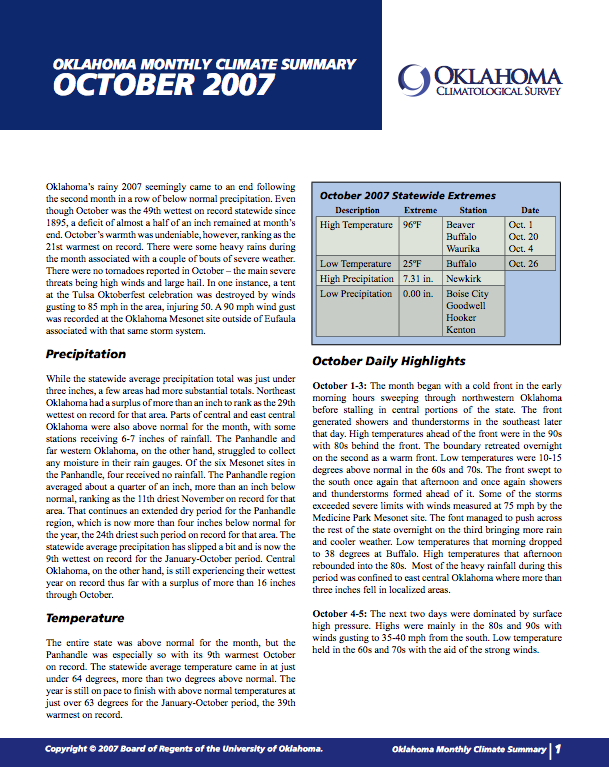 OKLAHOMA MONTHLY CLIMATE SUMMARY
OCTOBER 2007
OKLAHOMA
CLIMATOLOGICAL SURVEY
Oklahoma's rainy 2007 seemingly came to an end following
the second month in a row of below normal precipitation. Even
though October was the 49th wettest on record statewide since
1895, a deficit of almost a half of an inch remained at month's
end. October's warmth was undeniable, however, ranking as the
21st warmest on record. There were some heavy rains during
the month associated with a couple of bouts of severe weather.
There were no tornadoes reported in October – the main severe
threats being high winds and large hail. In one instance, a tent
at the Tulsa Oktoberfest celebration was destroyed by winds
gusting to 85 mph in the area, injuring 50. A 90 mph wind gust
was recorded at the Oklahoma Mesonet site outside of Eufaula
associated with that same storm system.
Precipitation
While the statewide average precipitation total was just under
three inches, a few areas had more substantial totals. Northeast
Oklahoma had a surplus of more than an inch to rank as the 29th
wettest on record for that area. Parts of central and east central
Oklahoma were also above normal for the month, with some
stations receiving 6-7 inches of rainfall. The Panhandle and
far western Oklahoma, on the other hand, struggled to collect
any moisture in their rain gauges. Of the six Mesonet sites in
the Panhandle, four received no rainfall. The Panhandle region
averaged about a quarter of an inch, more than an inch below
normal, ranking as the 11th driest November on record for that
area. That continues an extended dry period for the Panhandle
region, which is now more than four inches below normal for
the year, the 24th driest such period on record for that area. The
statewide average precipitation has slipped a bit and is now the
9th wettest on record for the January-October period. Central
Oklahoma, on the other hand, is still experiencing their wettest
year on record thus far with a surplus of more than 16 inches
through October.
Temperature
The entire state was above normal for the month, but the
Panhandle was especially so with its 9th warmest October
on record. The statewide average temperature came in at just
under 64 degrees, more than two degrees above normal. The
year is still on pace to finish with above normal temperatures at
just over 63 degrees for the January-October period, the 39th
warmest on record.
October 2007 Statewide Extremes
Description Extreme Station Date
High Temperature 96°F Beaver Oct. 1
Buffalo Oct. 20
Waurika Oct. 4
Low Temperature 25°F Buffalo Oct. 26
High Precipitation 7.31 in. Newkirk
Low Precipitation 0.00 in. Boise City
Goodwell
Hooker
Kenton
October Daily Highlights
October 1-3: The month began with a cold front in the early
morning hours sweeping through northwestern Oklahoma
before stalling in central portions of the state. The front
generated showers and thunderstorms in the southeast later
that day. High temperatures ahead of the front were in the 90s
with 80s behind the front. The boundary retreated overnight
on the second as a warm front. Low temperatures were 10-15
degrees above normal in the 60s and 70s. The front swept to
the south once again that afternoon and once again showers
and thunderstorms formed ahead of it. Some of the storms
exceeded severe limits with winds measured at 75 mph by the
Medicine Park Mesonet site. The font managed to push across
the rest of the state overnight on the third bringing more rain
and cooler weather. Low temperatures that morning dropped
to 38 degrees at Buffalo. High temperatures that afternoon
rebounded into the 80s. Most of the heavy rainfall during this
period was confined to east central Oklahoma where more than
three inches fell in localized areas.
October 4-5: The next two days were dominated by surface
high pressure. Highs were mainly in the 80s and 90s with
winds gusting to 35-40 mph from the south. Low temperature
held in the 60s and 70s with the aid of the strong winds.
Copyright © 2007 Board of Regents of the University of Oklahoma.
Oklahoma Monthly Climate Summary 1